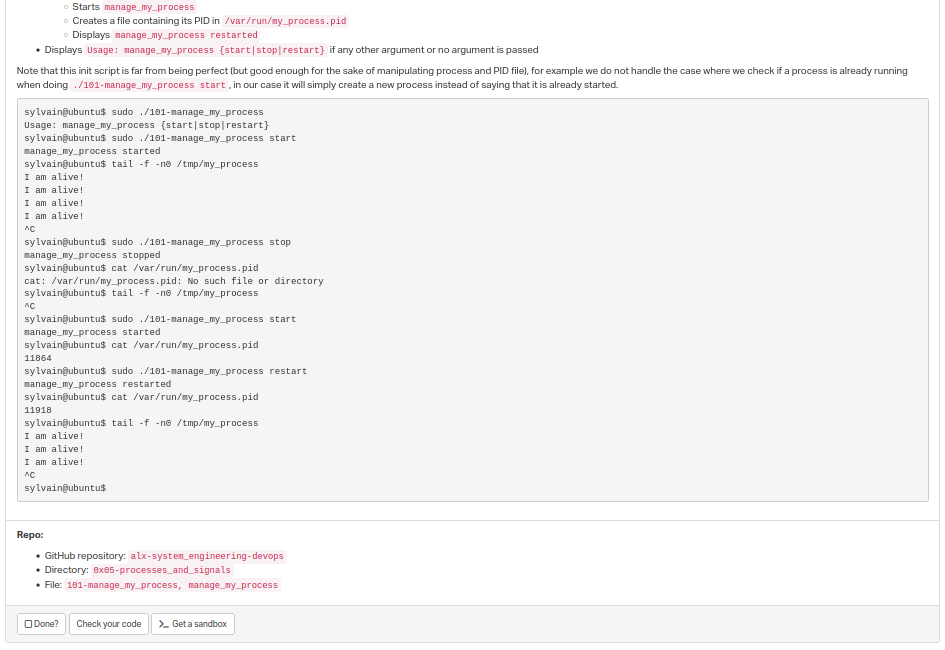 Starts manage_my_process
Creates a file containing its PID in /var/run/my_process.pid
Displays manage_my_process restarted
Displays Usage: manage_my_process {start|stop|restart} if any other argument or no argument is passed
Note that this init script is far from being perfect (but good enough for the sake of manipulating process and PID file), for example we do not handle the case where we check if a process is already running
when doing ./101-manage_my_process start , in our case it will simply create a new process instead of saying that it is already started.
sylvain@ubuntu$ sudo ./101-manage_my_process
Usage: manage_my_process {start|stop|restart}
sylvain@ubuntu$ sudo ./101-manage_my_process start
manage_my_process started
sylvain@ubuntu$ tail -f -n0 /tmp/my_process
I am alive!
I am alive!
I am alive!
I am alive!
^C
sylvain@ubuntu$ sudo ./101-manage_my_process stop
manage_my_process stopped
sylvain@ubuntu$ cat /var/run/my_process.pid
cat: /var/run/my_process.pid: No such file or directory
sylvain@ubuntu$ tail -f -n0 /tmp/my_process
^C
sylvain@ubuntu$ sudo ./101-manage_my_process start
manage_my_process started
sylvain@ubuntu$ cat /var/run/my_process.pid
11864
sylvain@ubuntu$ sudo ./101-manage_my_process restart
manage_my_process restarted
sylvain@ubuntu$ cat /var/run/my_process.pid
11918
sylvain@ubuntu$ tail -f -n0 /tmp/my_process
I am alive!
I am alive!
I am alive!
^C
sylvain@ubuntu$
Repo:
GitHub repository: alx-system_engineering-devops
Directory: 0x05-processes_and_signals
File: 101-manage_my_process, manage_my_process
Done? Check your code >_ Get a sandbox